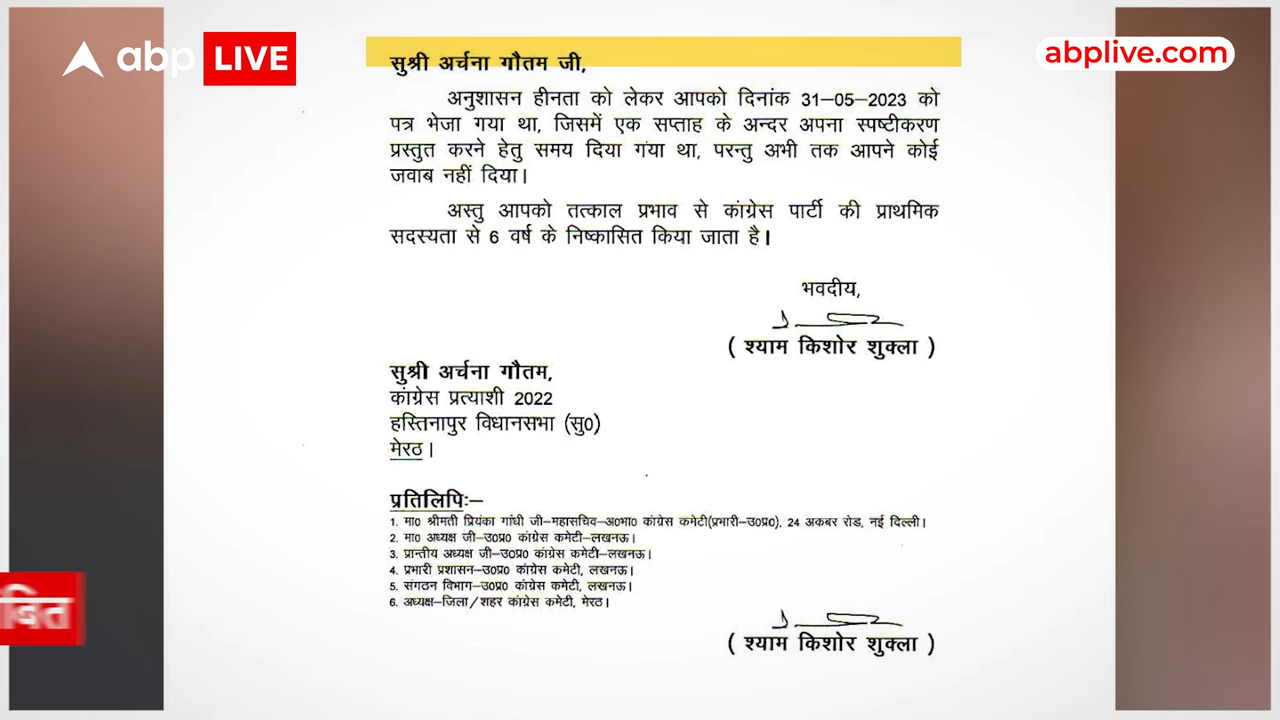 abp LIVE
abplive.com
सुश्री अर्चना गौतम जी,
अनुशासन हीनता को लेकर आपको दिनांक 31–05–2023 को
पत्र भेजा गया था, जिसमें एक सप्ताह के अन्दर अपना स्पष्टीकरण
प्रस्तुत करने हेतु समय दिया गया था, परन्तु अभी तक आपने कोई
जवाब नहीं दिया।
अस्तु आपको तत्काल प्रभाव से कांग्रेस पार्टी की प्राथमिक
सदस्यता से 6 वर्ष के निष्कासित किया जाता है।
भवदीय,
( श्याम किशोर शुक्ला )
सुश्री अर्चना गौतम,
कांग्रेस प्रत्याशी 2022
हस्तिनापुर विधानसभा (सु0)
मेरठ।
प्रतिलिपिः–
1. मा0 श्रीमती प्रियंका गांधी जी–महासचिव–अ0भा0 कांग्रेस कमेटी(प्रभारी–उ0प्र0), 24 अकबर रोड, नई दिल्ली।
2. मा0 अध्यक्ष जी–उ0प्र0 कांग्रेस कमेटी–लखनऊ।
3. प्रान्तीय अध्यक्ष जी–उ0प्र0 कांग्रेस कमेटी–लखनऊ।
4. प्रभारी प्रशासन–उ0प्र0 कांग्रेस कमेटी, लखनऊ।
5. संगठन विभाग–उ0प्र0 कांग्रेस कमेटी, लखनऊ।
6. अध्यक्ष–जिला/शहर कांग्रेस कमेटी, मेरठ।
( श्याम किशोर शुक्ला )